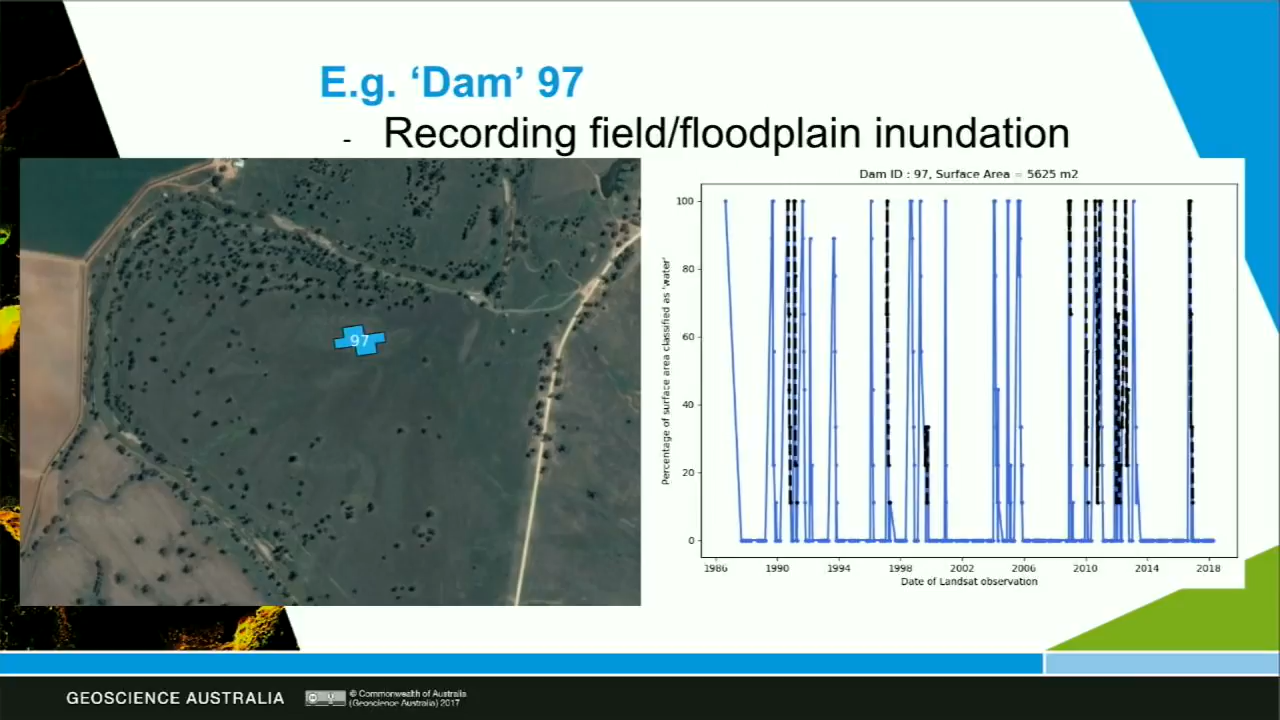 E.g. ‘Dam’ 97
- Recording field/floodplain inundation
97
Dam ID : 97, Surface Area = 5625 m2
Percentage of surface area classified as 'water'
100
80
60
40
20
0
1986 1990 1994 1998 2002 2006 2010 2014 2018
Date of Landsat observation
GEOSCIENCE AUSTRALIA
© Commonwealth of Australia
(Geoscience Australia) 2017